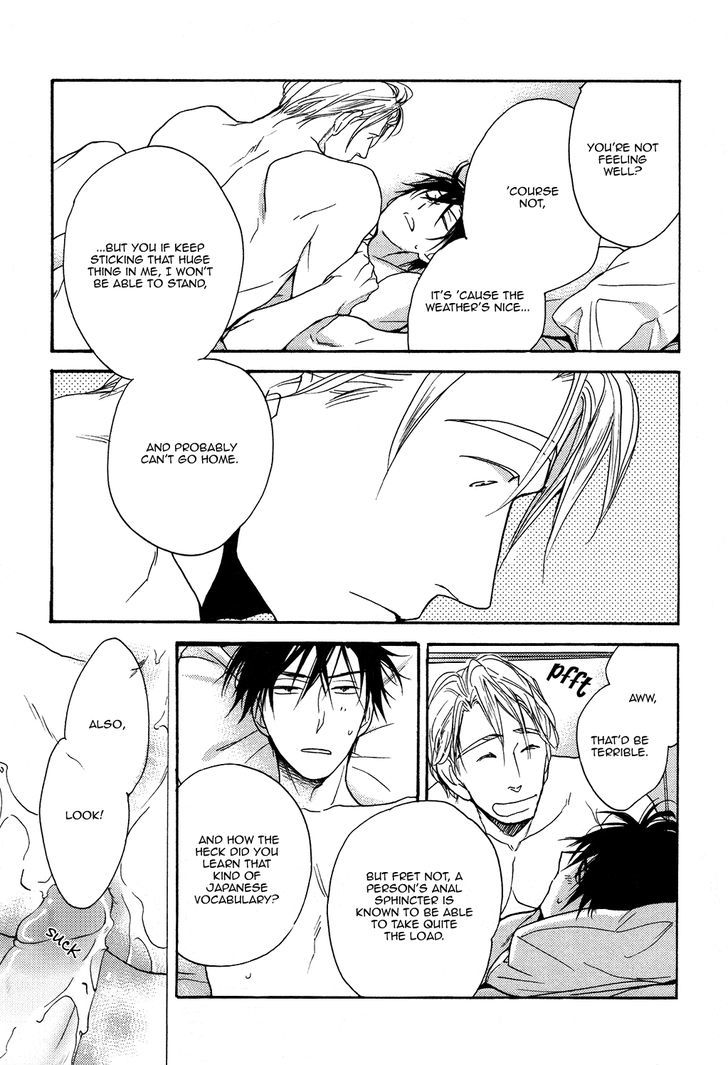 YOU'RE NOT
FEELING
WELL?
'COURSE
NOT,
IT'S 'CAUSE THE
WEATHER'S NICE...
...BUT YOU IF KEEP
STICKING THAT HUGE
THING IN ME, I WON'T
BE ABLE TO STAND,
AND PROBABLY
CAN'T GO HOME.
pfft
AWW,
THAT'D BE
TERRIBLE.
BUT FRET NOT, A
PERSON'S ANAL
SPHINCTER IS
KNOWN TO BE ABLE
TO TAKE QUITE
THE LOAD.
AND HOW THE
HECK DID YOU
LEARN THAT
KIND OF
JAPANESE
VOCABULARY?
ALSO,
LOOK!
suck